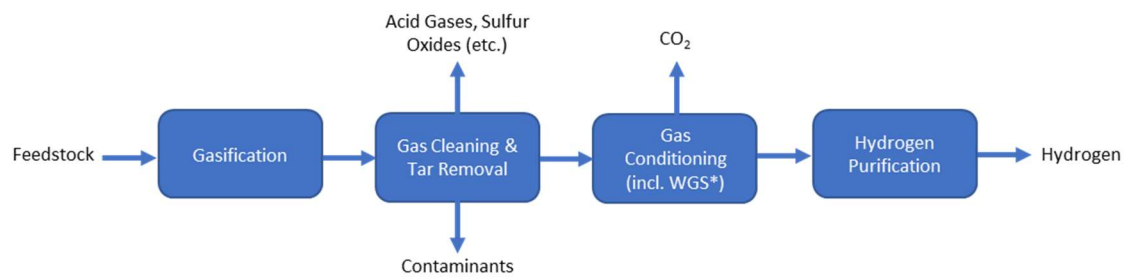 Acid Gases, Sulfur
Oxides (etc.)
CO₂
Feedstock
Gasification
Gas Cleaning &
Tar Removal
Gas
Conditioning
(incl. WGS*)
Hydrogen
Purification
Hydrogen
Contaminants